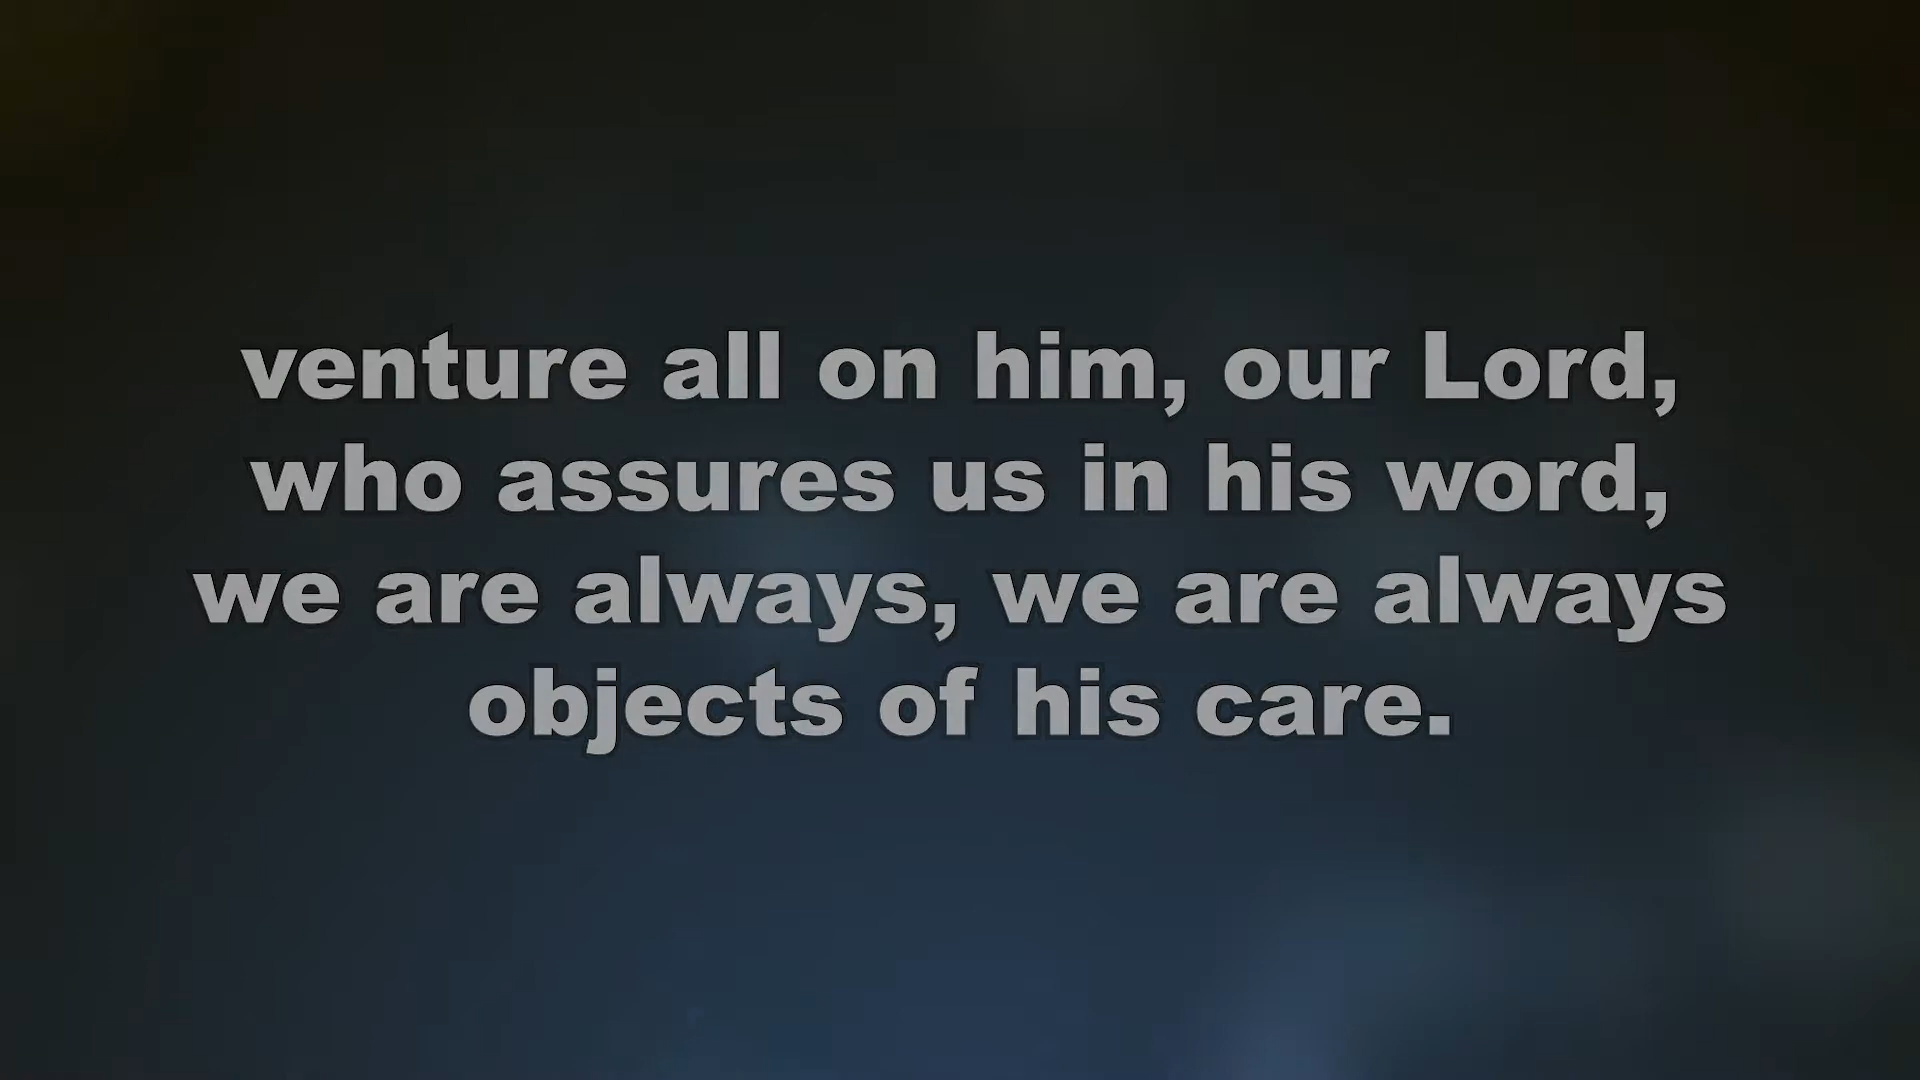 venture all on him, our Lord,
who assures us in his word,
we are always, we are always
objects of his care.